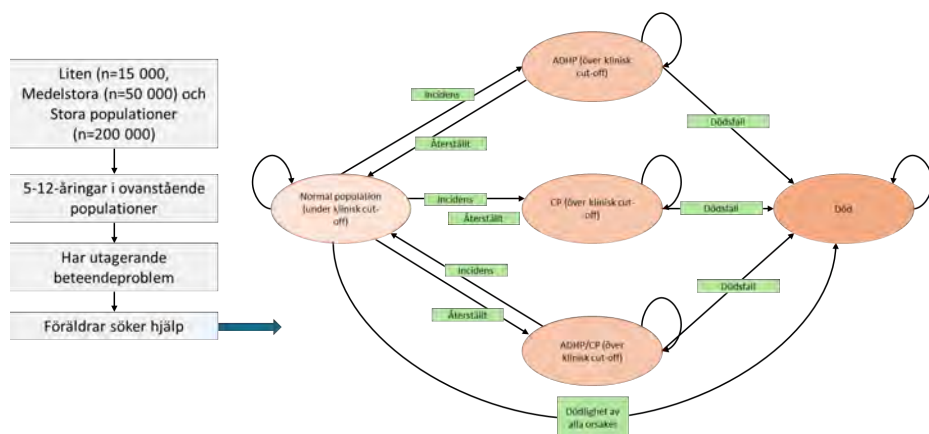 Liten (n=15 000,
Medelstora (n=50 000) och
Stora populationer
(n=200 000)
5-12-åringar i ovanstående
populationer
Har utagerande
beteendeproblem
Föräldrar söker hjälp
Normal population
(under klinisk cut-
off)
Incidens
Återställt
ADHP (över klinisk
cut-off)
Dödsfall
Incidens
Återställt
CP (över klinisk cut-
off)
Dödsfall
Död
Incidens
Återställt
ADHP/CP (över
klinisk cut-off)
Dödsfall
Dödlighet av
alla orsaker